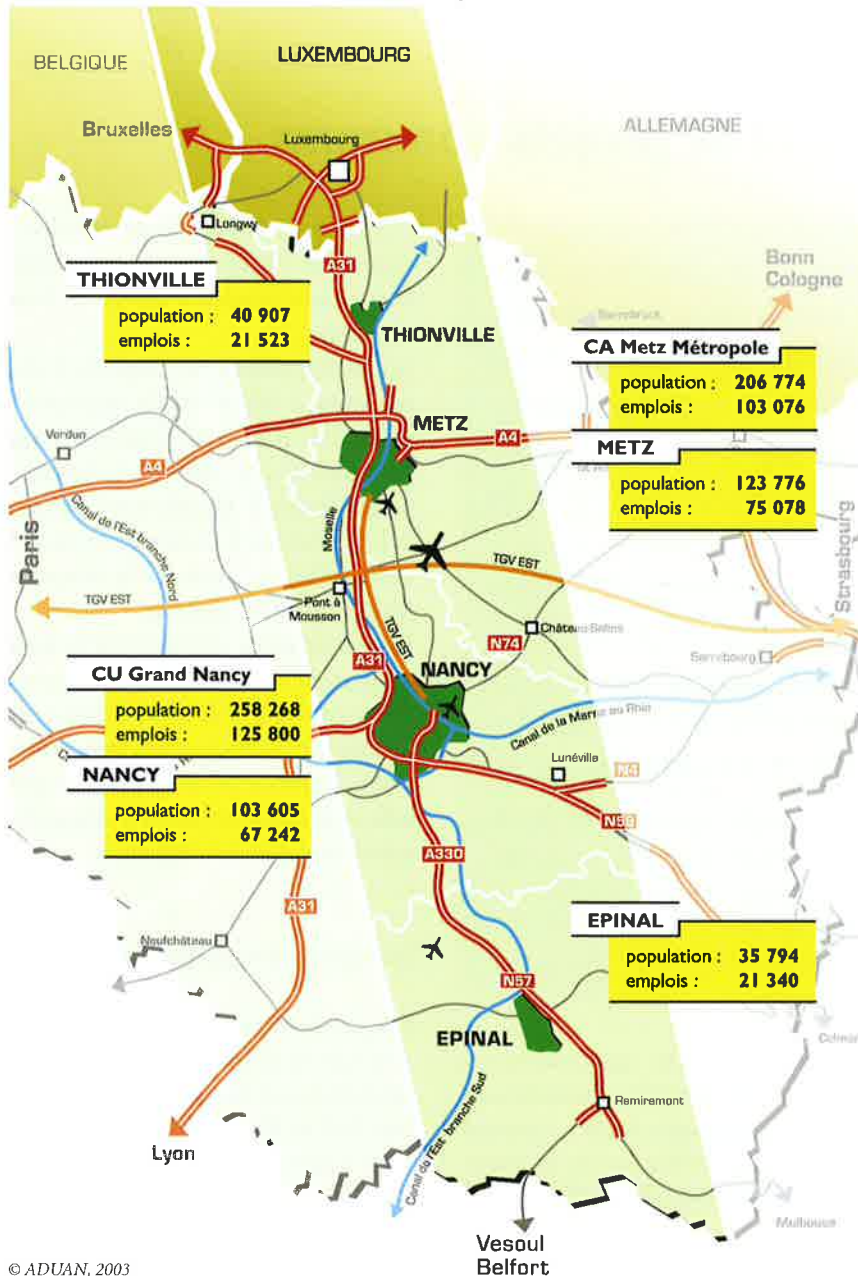 BELGIQUE
LUXEMBOURG
ALLEMAGNE
Bruxelles
Luxembourg
Longwy
A31
Bonn
Cologne
THIONVILLE
population : 40 907
emplois : 21 523
THIONVILLE
CA Metz Métropole
population : 206 774
emplois : 103 076
METZ
A4
Verdun
A4
METZ
population : 123 776
emplois : 75 078
Canal de l'Est branche Nord
Moselle
Paris
Strasbourg
TGV EST
TGV EST
Pont à
Mousson
TGV EST
Château-Salins
N74
Sarrebourg
A31
NANCY
CU Grand Nancy
population : 258 268
emplois : 125 800
Canal de la Marne au Rhin
NANCY
population : 103 605
emplois : 67 242
Lunéville
N4
N59
A330
A31
Neufchâteau
EPINAL
population : 35 794
emplois : 21 340
N57
EPINAL
Colmar
Canal de l'Est branche Sud
Remiremont
Lyon
Mulhouse
Vesoul
Belfort
© ADUAN, 2003